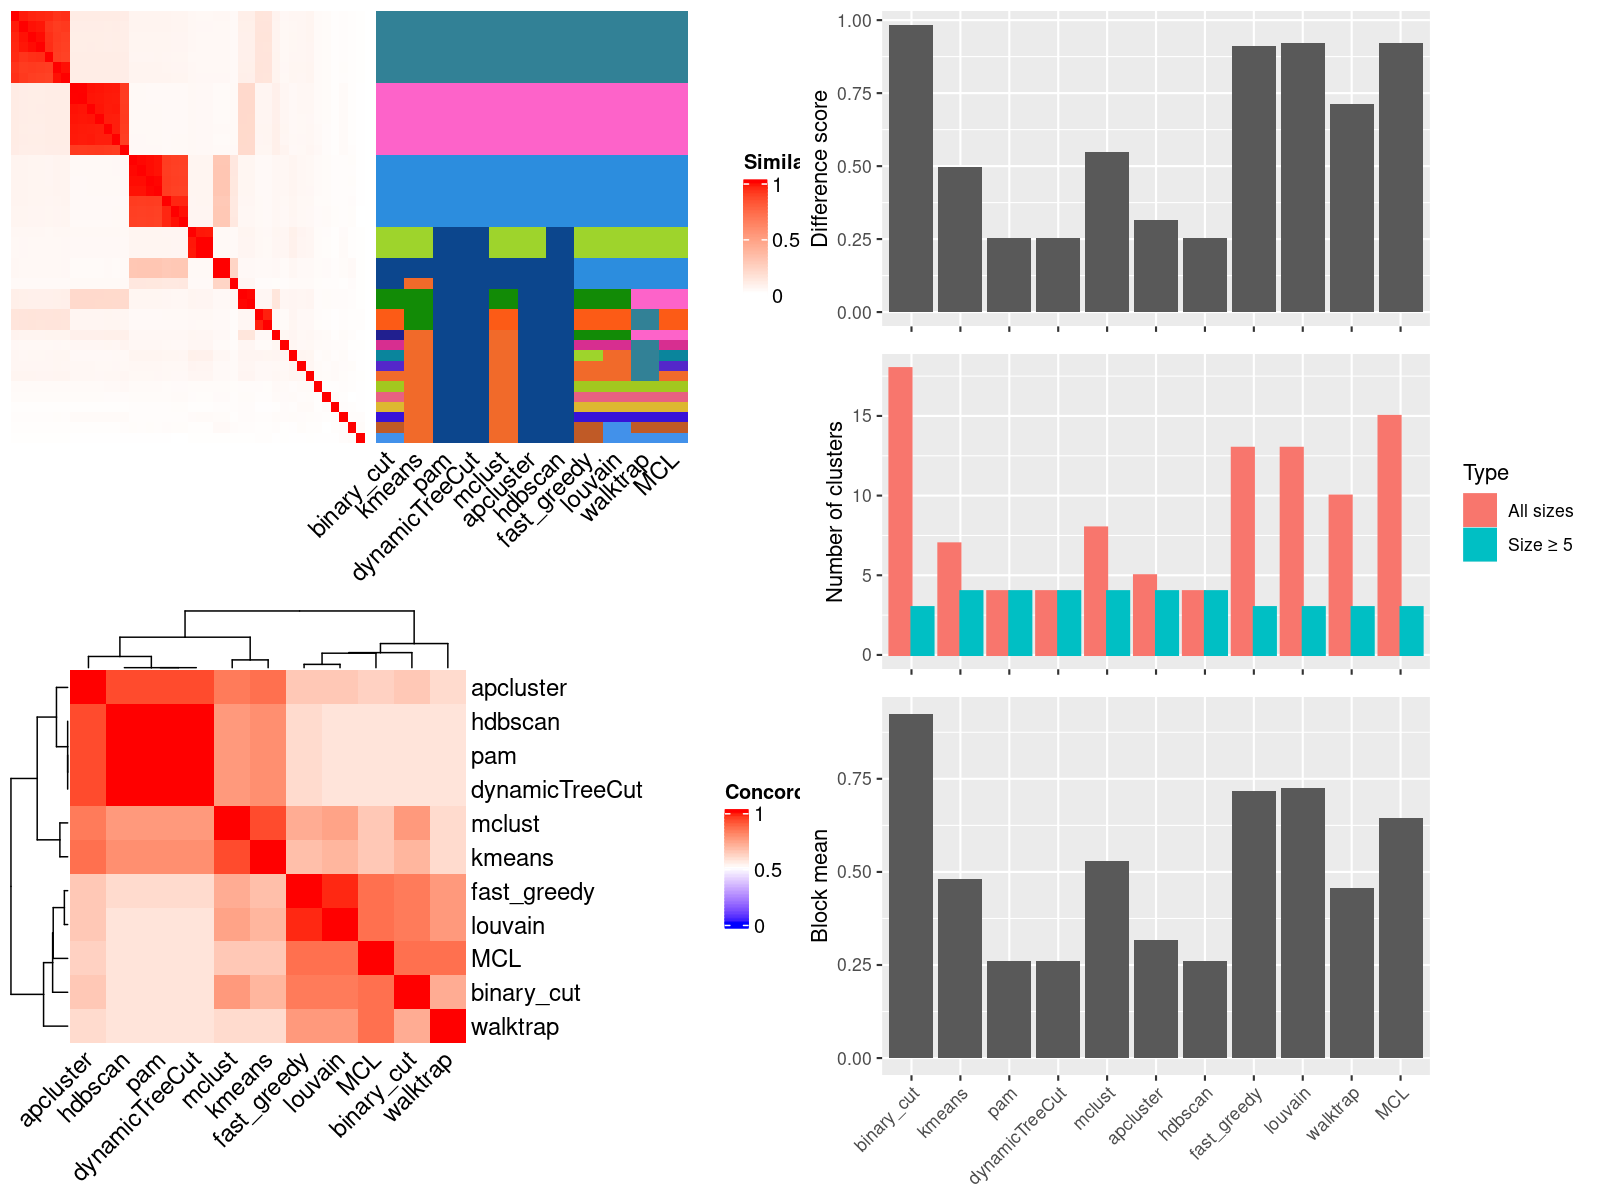 Simila
1
0.5
0
binary_cut
kmeans
pam
dynamicTreeCut
mclust
apcluster
hdbscan
fast_greedy
louvain
walktrap
MCL
apcluster
hdbscan
pam
dynamicTreeCut
mclust
kmeans
fast_greedy
louvain
MCL
binary_cut
walktrap
Concord
1
0.5
0
apcluster
hdbscan
pam
dynamicTreeCut
mclust
kmeans
fast_greedy
louvain
MCL
binary_cut
walktrap
Difference score
1.00
0.75
0.50
0.25
0.00
Number of clusters
15
10
5
0
Type
All sizes
Size ≥ 5
Block mean
0.75
0.50
0.25
0.00
binary_cut
kmeans
pam
dynamicTreeCut
mclust
apcluster
hdbscan
fast_greedy
louvain
walktrap
MCL